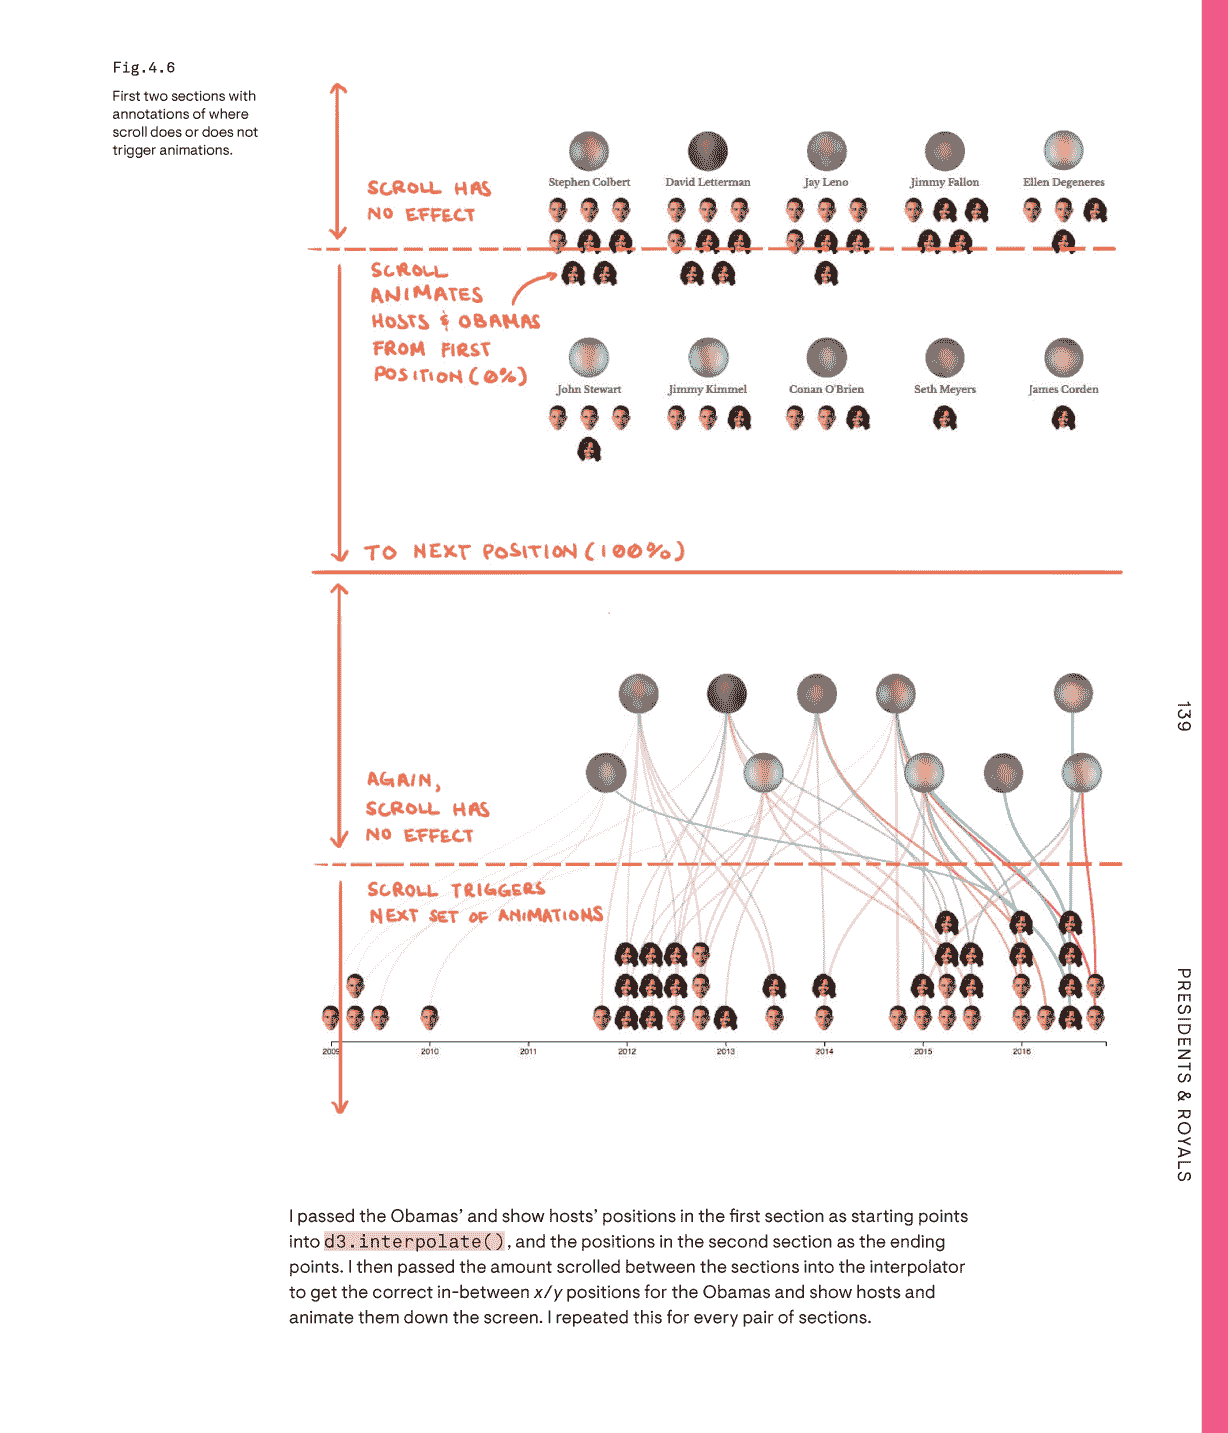 Fig.4.6
First two sections with
annotations of where
scroll does or does not
trigger animations.
SCROLL HAS
NO EFFECT
Stephen Colbert
David Letterman
Jay Leno
Jimmy Fallon
Ellen Degeneres
SCROLL
ANIMATES
HOSTS & OBAMAS
FROM FIRST
POSITION (0%)
John Stewart
Jimmy Kimmel
Conan O'Brien
Seth Meyers
James Corden
TO NEXT POSITION (100%)
AGAIN,
SCROLL HAS
NO EFFECT
SCROLL TRIGGERS
NEXT SET OF ANIMATIONS
2009
2010
2011
2012
2013
2014
2015
2016
139
PRESIDENTS & ROYALS
I passed the Obamas’ and show hosts’ positions in the first section as starting points
into d3.interpolate(), and the positions in the second section as the ending
points. I then passed the amount scrolled between the sections into the interpolator
to get the correct in-between x/y positions for the Obamas and show hosts and
animate them down the screen. I repeated this for every pair of sections.